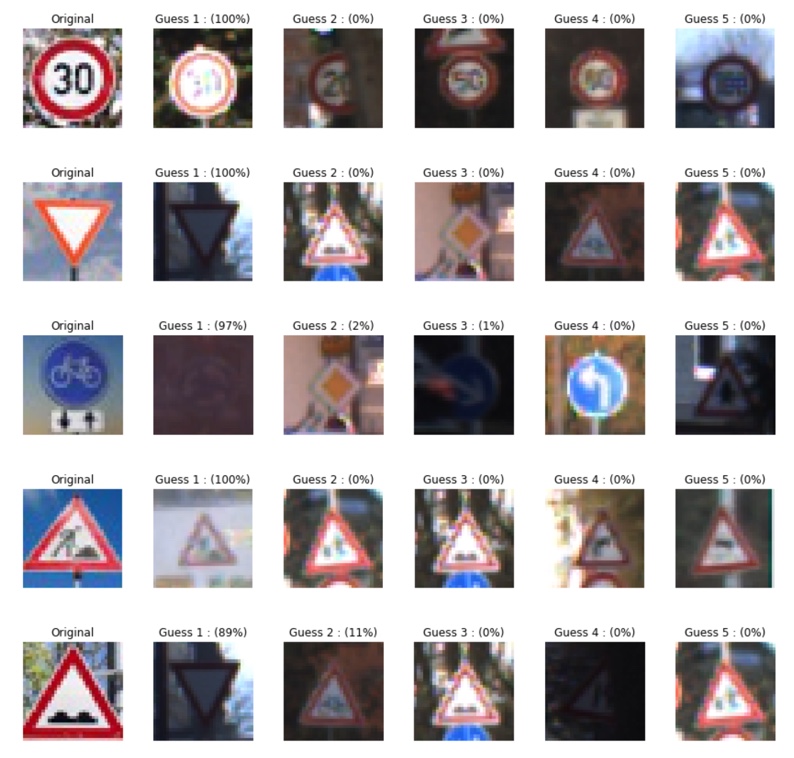 Original Guess 1 : (100%) Guess 2 : (0%) Guess 3 : (0%) Guess 4 : (0%) Guess 5 : (0%)
30
Original Guess 1 : (100%) Guess 2 : (0%) Guess 3 : (0%) Guess 4 : (0%) Guess 5 : (0%)
Original Guess 1 : (97%) Guess 2 : (2%) Guess 3 : (1%) Guess 4 : (0%) Guess 5 : (0%)
Original Guess 1 : (100%) Guess 2 : (0%) Guess 3 : (0%) Guess 4 : (0%) Guess 5 : (0%)
Original Guess 1 : (89%) Guess 2 : (11%) Guess 3 : (0%) Guess 4 : (0%) Guess 5 : (0%)